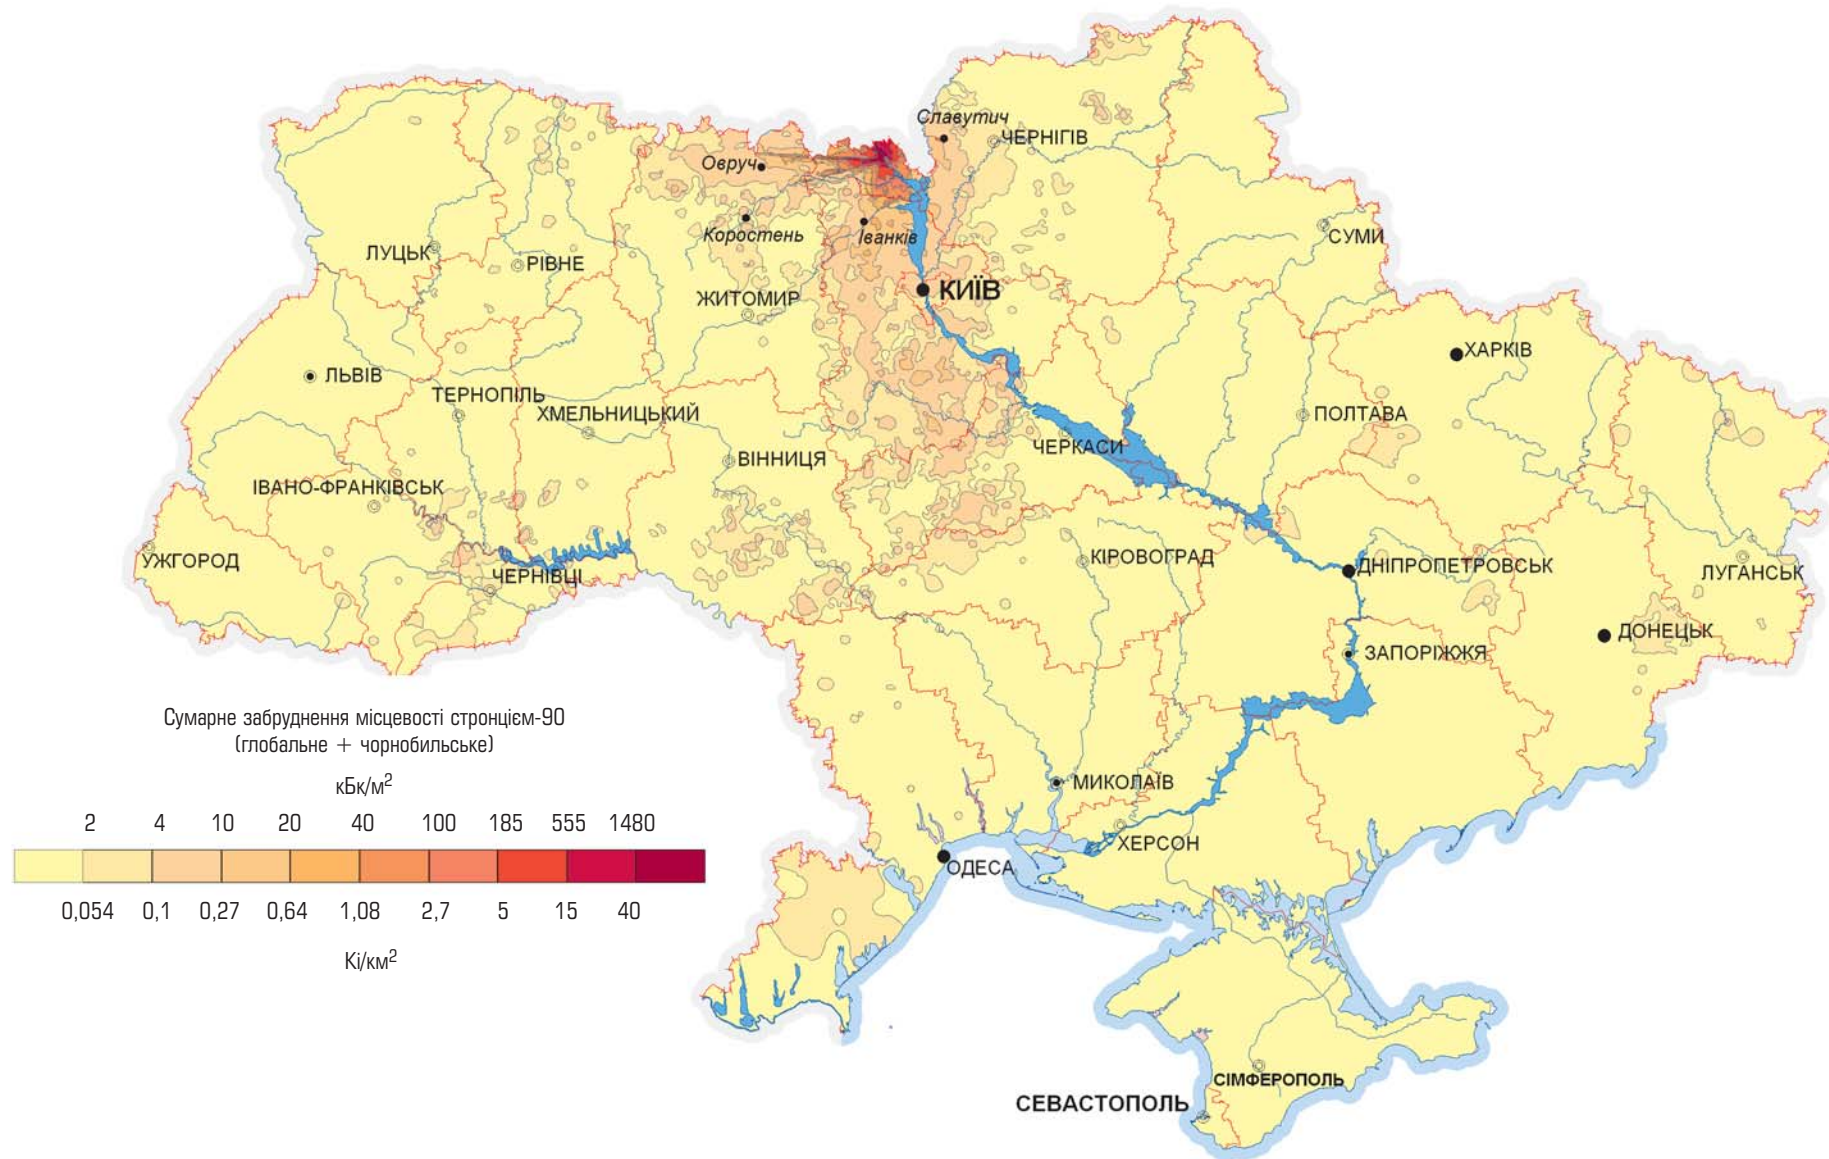 Славутич
ЧЕРНІГІВ
Овруч
Коростень
Іванків
СУМИ
ЛУЦЬК
РІВНЕ
ЖИТОМИР
КИЇВ
ХАРКІВ
ЛЬВІВ
ТЕРНОПІЛЬ
ХМЕЛЬНИЦЬКИЙ
ПОЛТАВА
ВІННИЦЯ
ЧЕРКАСИ
ІВАНО-ФРАНКІВСЬК
УЖГОРОД
ЧЕРНІВЦІ
КІРОВОГРАД
ДНІПРОПЕТРОВСЬК
ЛУГАНСЬК
ДОНЕЦЬК
ЗАПОРІЖЖЯ
Сумарне забруднення місцевості стронцієм-90
(глобальне + чорнобильське)
кБк/м²
2 4 10 20 40 100 185 555 1480
0,054 0,1 0,27 0,64 1,08 2,7 5 15 40
Кі/км²
МИКОЛАЇВ
ХЕРСОН
ОДЕСА
СІМФЕРОПОЛЬ
СЕВАСТОПОЛЬ